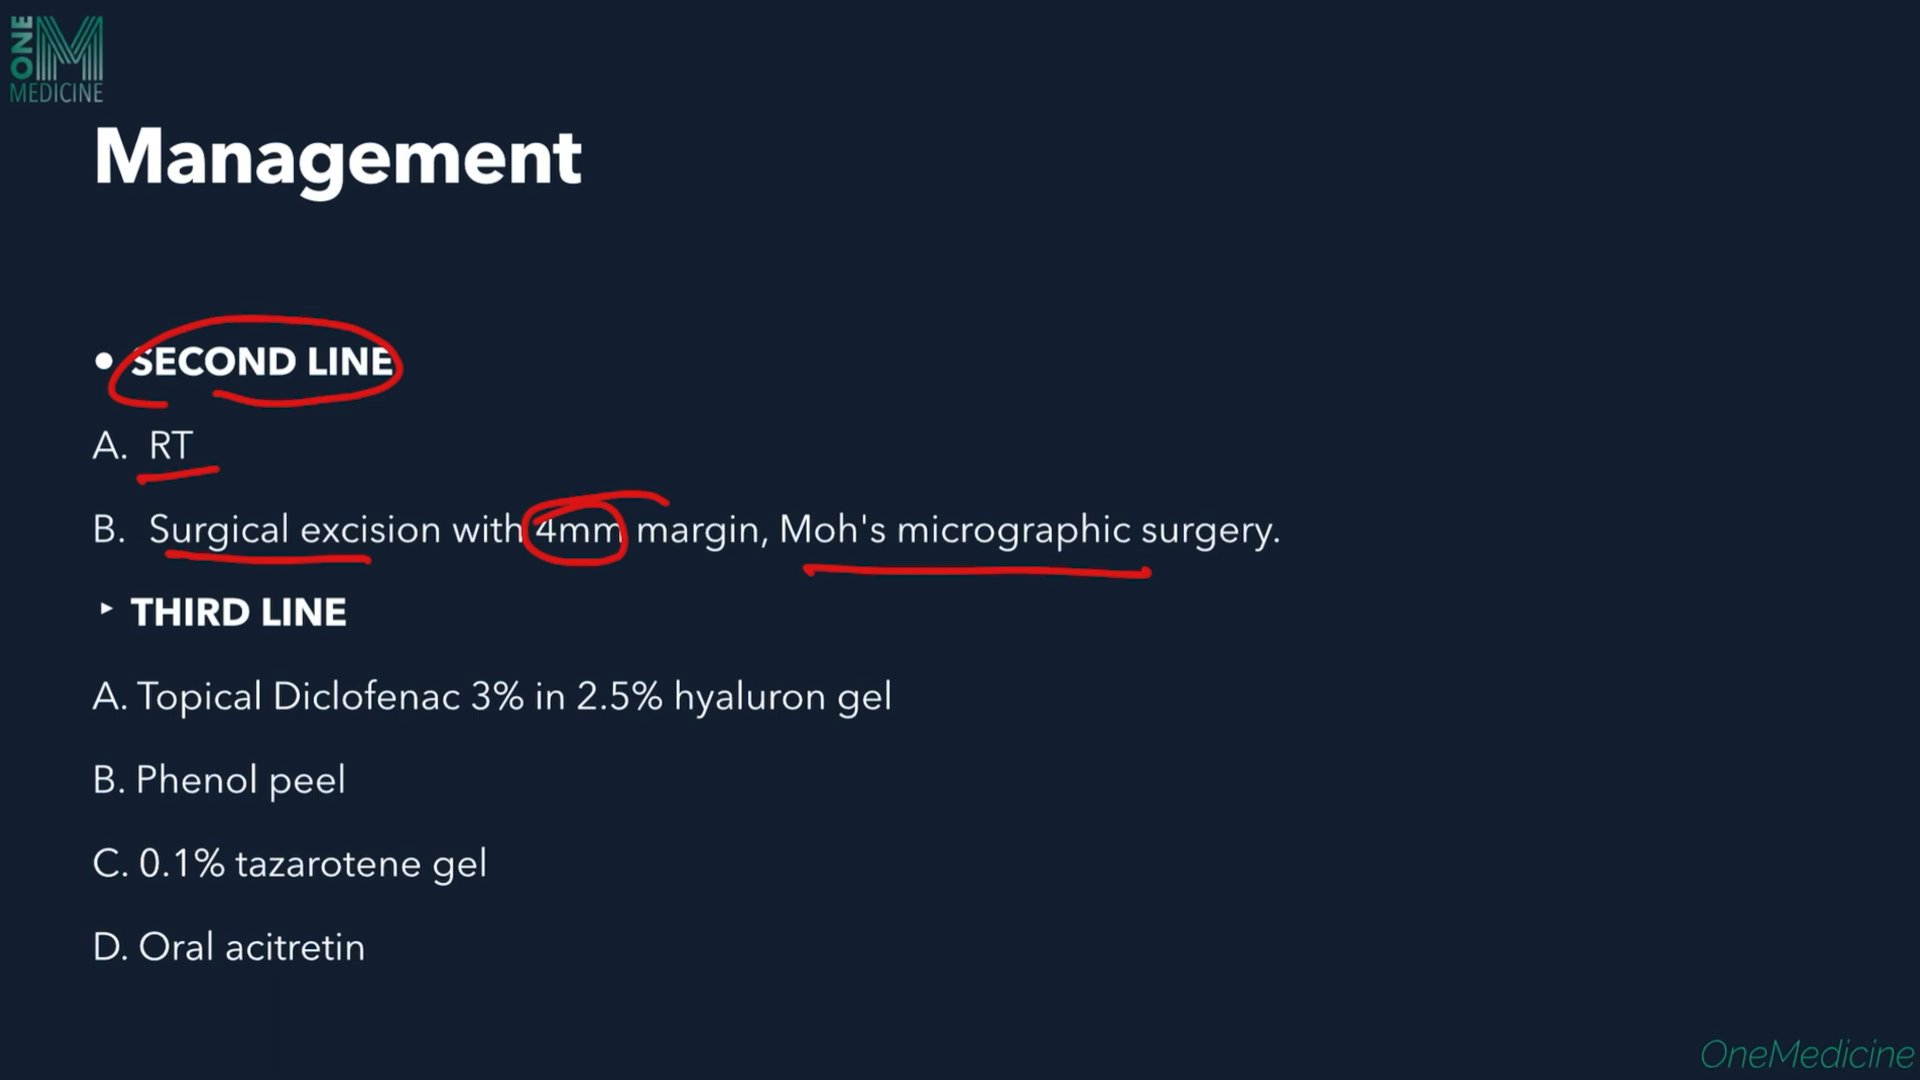 ONE
M
MEDICINE
Management
• SECOND LINE
A. RT
B. Surgical excision with 4mm margin, Moh's micrographic surgery.
‣ THIRD LINE
A. Topical Diclofenac 3% in 2.5% hyaluron gel
B. Phenol peel
C. 0.1% tazarotene gel
D. Oral acitretin
OneMedicine